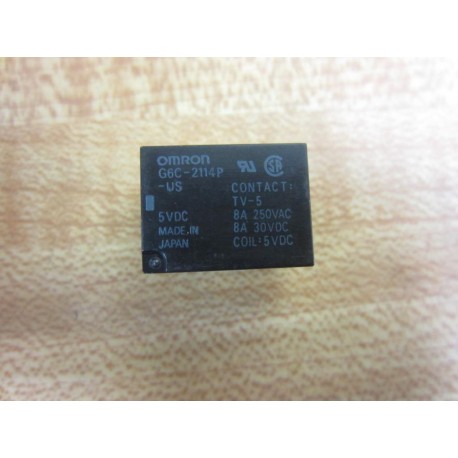 OMRON
G6C-2114P
-US
5VDC
MADE.IN
JAPAN
CONTACT:
TV-5
8A 250VAC
8A 30VDC
COIL:5VDC